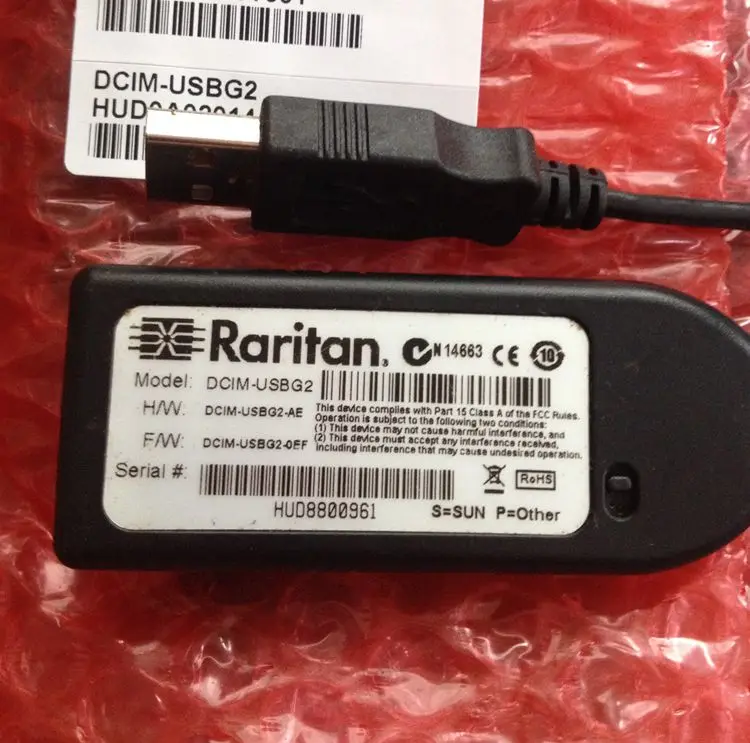 DCIM-USBG2
Raritan. N14663 CE 10
Model: DCIM-USBG2
H/W: DCIM-USBG2-AE
F/W: DCIM-USBG2-0EF
This device complies with Part 15 Class A of the FCC Rules.
Operation is subject to the following two conditions:
(1) This device may not cause harmful interference, and
(2) This device must accept any interference received,
including interference that may cause undesired operation.
Serial #:
HUD8800961
RoHS
S=SUN P=Other